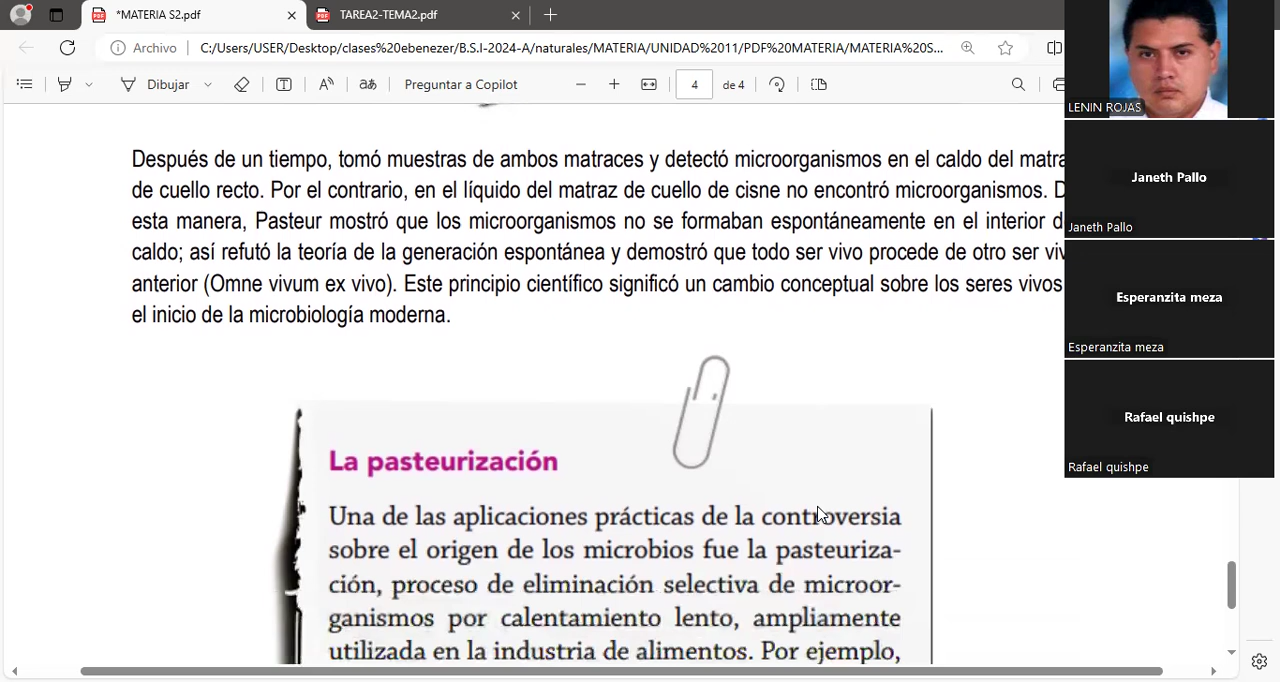 *MATERIA S2.pdf
TAREA2-TEMA2.pdf
Archivo
C:/Users/USER/Desktop/clases%20ebenezer/B.S.I-2024-A/naturales/MATERIA/UNIDAD%2011/PDF%20MATERIA/MATERIA%20S...
Dibujar
Preguntar a Copilot
4
de 4
Después de un tiempo, tomó muestras de ambos matraces y detectó microorganismos en el caldo del
de cuello recto. Por el contrario, en el líquido del matraz de cuello de cisne no encontró microorganismos.
esta manera, Pasteur mostró que los microorganismos no se formaban espontáneamente en el interior
caldo; así refutó la teoría de la generación espontánea y demostró que todo ser vivo procede de otro ser
anterior (Omne vivum ex vivo). Este principio científico significó un cambio conceptual sobre los seres vivos
el inicio de la microbiología moderna.
La pasteurización
Una de las aplicaciones prácticas de la controversia
sobre el origen de los microbios fue la pasteuriza-
ción, proceso de eliminación selectiva de microor-
ganismos por calentamiento lento, ampliamente
utilizada en la industria de alimentos. Por ejemplo,
LENIN ROJAS
Janeth Pallo
Janeth Pallo
Esperanzita meza
Esperanzita meza
Rafael quishpe
Rafael quishpe